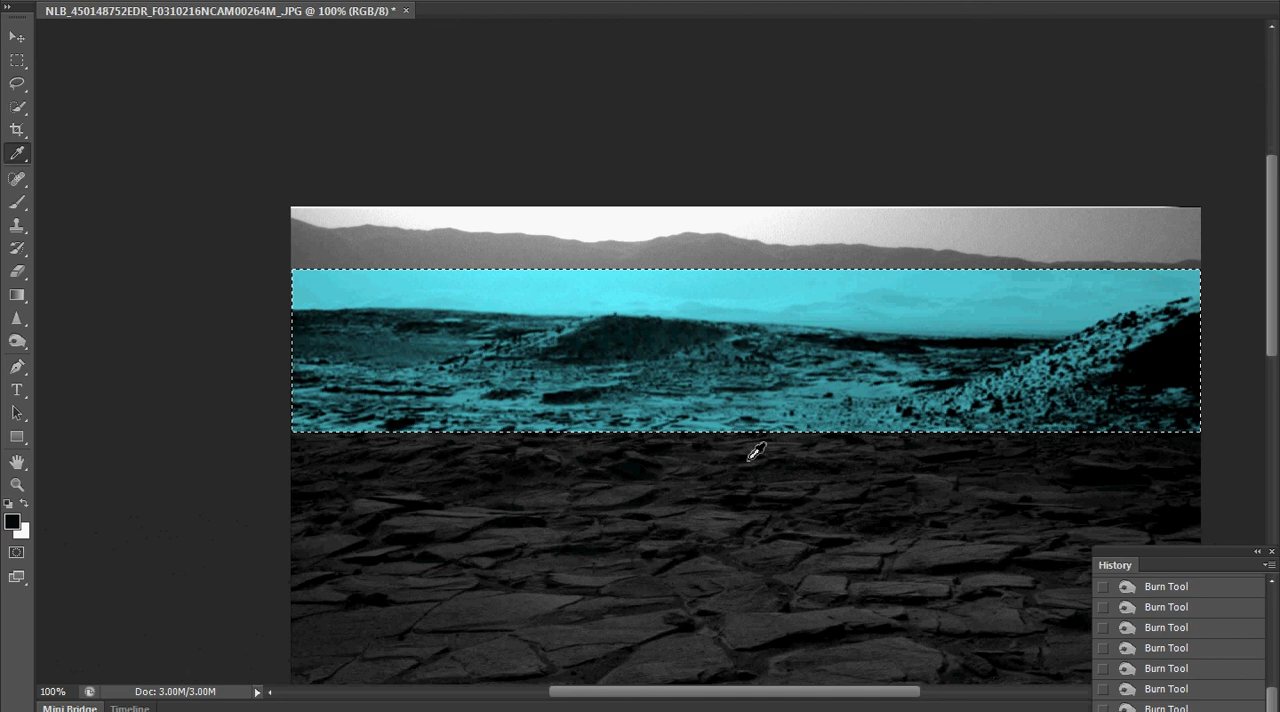 NLB_450148752EDR_F0310216NCAM00264M_.JPG @ 100% (RGB/8) *
T
History
Burn Tool
Burn Tool
Burn Tool
Burn Tool
Burn Tool
Burn Tool
Burn Tool
100%
Doc: 3.00M/3.00M
Mini Bridge
Timeline